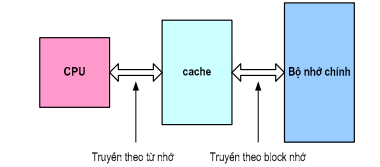 CPU
cache
Bộ nhớ chính
Truyền theo từ nhớ
Truyền theo block nhớ